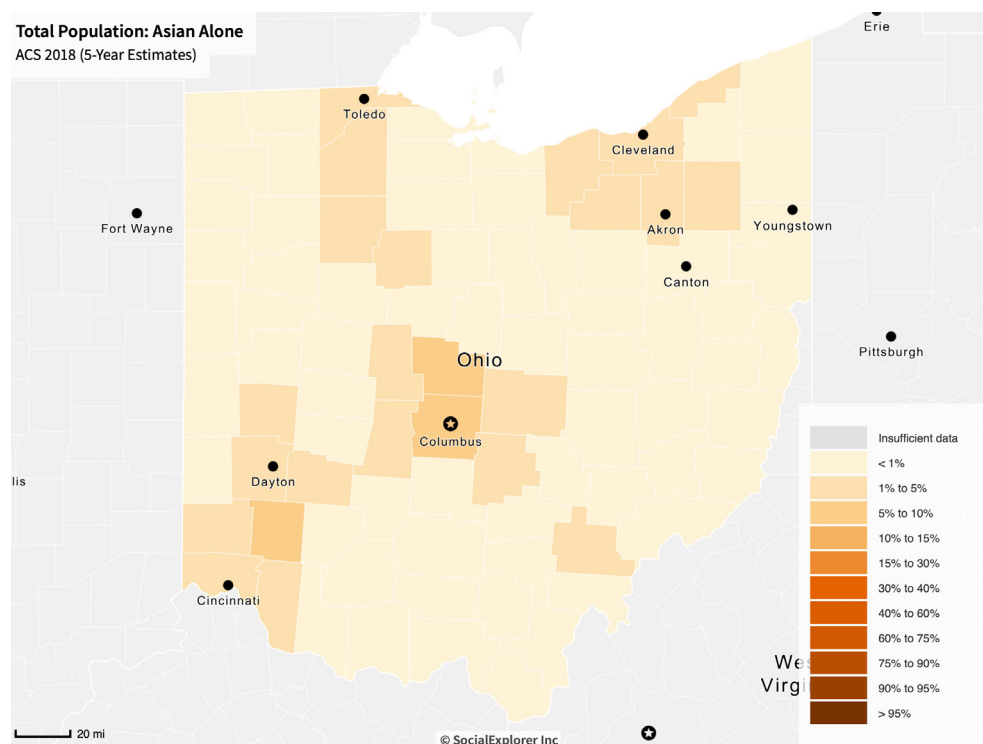 Total Population: Asian Alone
ACS 2018 (5-Year Estimates)
Erie
Toledo
Cleveland
Fort Wayne
Akron
Youngstown
Canton
Ohio
Pittsburgh
Columbus
lis
Dayton
Cincinnati
Insufficient data
< 1%
1% to 5%
5% to 10%
10% to 15%
15% to 30%
30% to 40%
40% to 60%
60% to 75%
75% to 90%
90% to 95%
> 95%
Wes
Virgi
20 mi
© SocialExplorer Inc